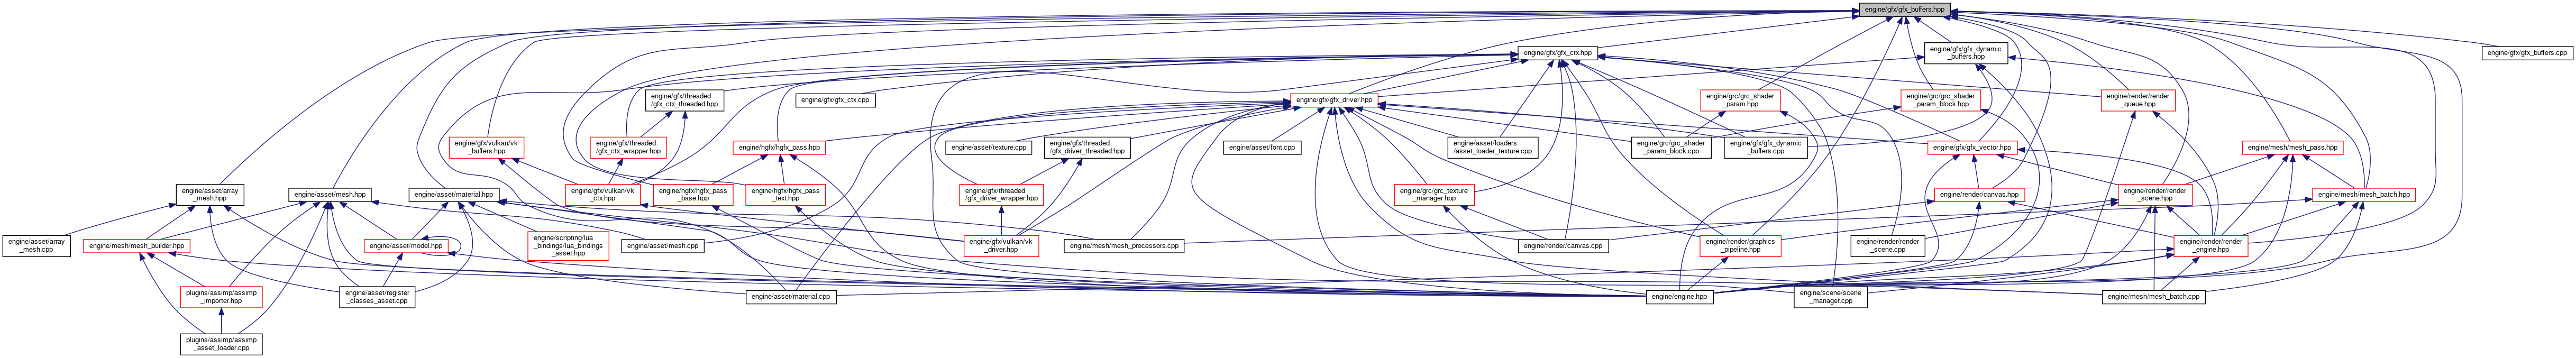 engine/gfx/gfx_buffers.hpp
engine/gfx/gfx_ctx.hpp
engine/gfx/gfx_dynamic
_buffers.hpp
engine/gfx/gfx_buffers.cpp
engine/gfx/threaded
/gfx_ctx_threaded.hpp
engine/gfx/gfx_ctx.cpp
engine/gfx/gfx_driver.hpp
engine/grc/grc_shader
_param.hpp
engine/grc/grc_shader
_param_block.hpp
engine/render/render
_queue.hpp
engine/gfx/vulkan/vk
_buffers.hpp
engine/gfx/threaded
/gfx_ctx_wrapper.hpp
engine/hgfx/hgfx_pass.hpp
engine/asset/texture.cpp
engine/gfx/threaded
/gfx_driver_threaded.hpp
engine/asset/font.cpp
engine/asset/loaders
/asset_loader_texture.cpp
engine/grc/grc_shader
_param_block.cpp
engine/gfx/gfx_dynamic
_buffers.cpp
engine/gfx/gfx_vector.hpp
engine/mesh/mesh_pass.hpp
engine/asset/array
_mesh.hpp
engine/asset/mesh.hpp
engine/asset/material.hpp
engine/gfx/vulkan/vk
_ctx.hpp
engine/hgfx/hgfx_pass
_base.hpp
engine/hgfx/hgfx_pass
_text.hpp
engine/gfx/threaded
/gfx_driver_wrapper.hpp
engine/grc/grc_texture
_manager.hpp
engine/render/canvas.hpp
engine/render/render
_scene.hpp
engine/mesh/mesh_batch.hpp
engine/asset/array
_mesh.cpp
engine/mesh/mesh_builder.hpp
engine/asset/model.hpp
engine/scripting/lua
_bindings/lua_bindings
_asset.hpp
engine/asset/mesh.cpp
engine/gfx/vulkan/vk
_driver.hpp
engine/mesh/mesh_processors.cpp
engine/render/canvas.cpp
engine/render/graphics
_pipeline.hpp
engine/render/render
_scene.cpp
engine/render/render
_engine.hpp
plugins/assimp/assimp
_importer.hpp
engine/asset/register
_classes_asset.cpp
engine/asset/material.cpp
engine/engine.hpp
engine/scene/scene
_manager.cpp
engine/mesh/mesh_batch.cpp
plugins/assimp/assimp
_asset_loader.cpp